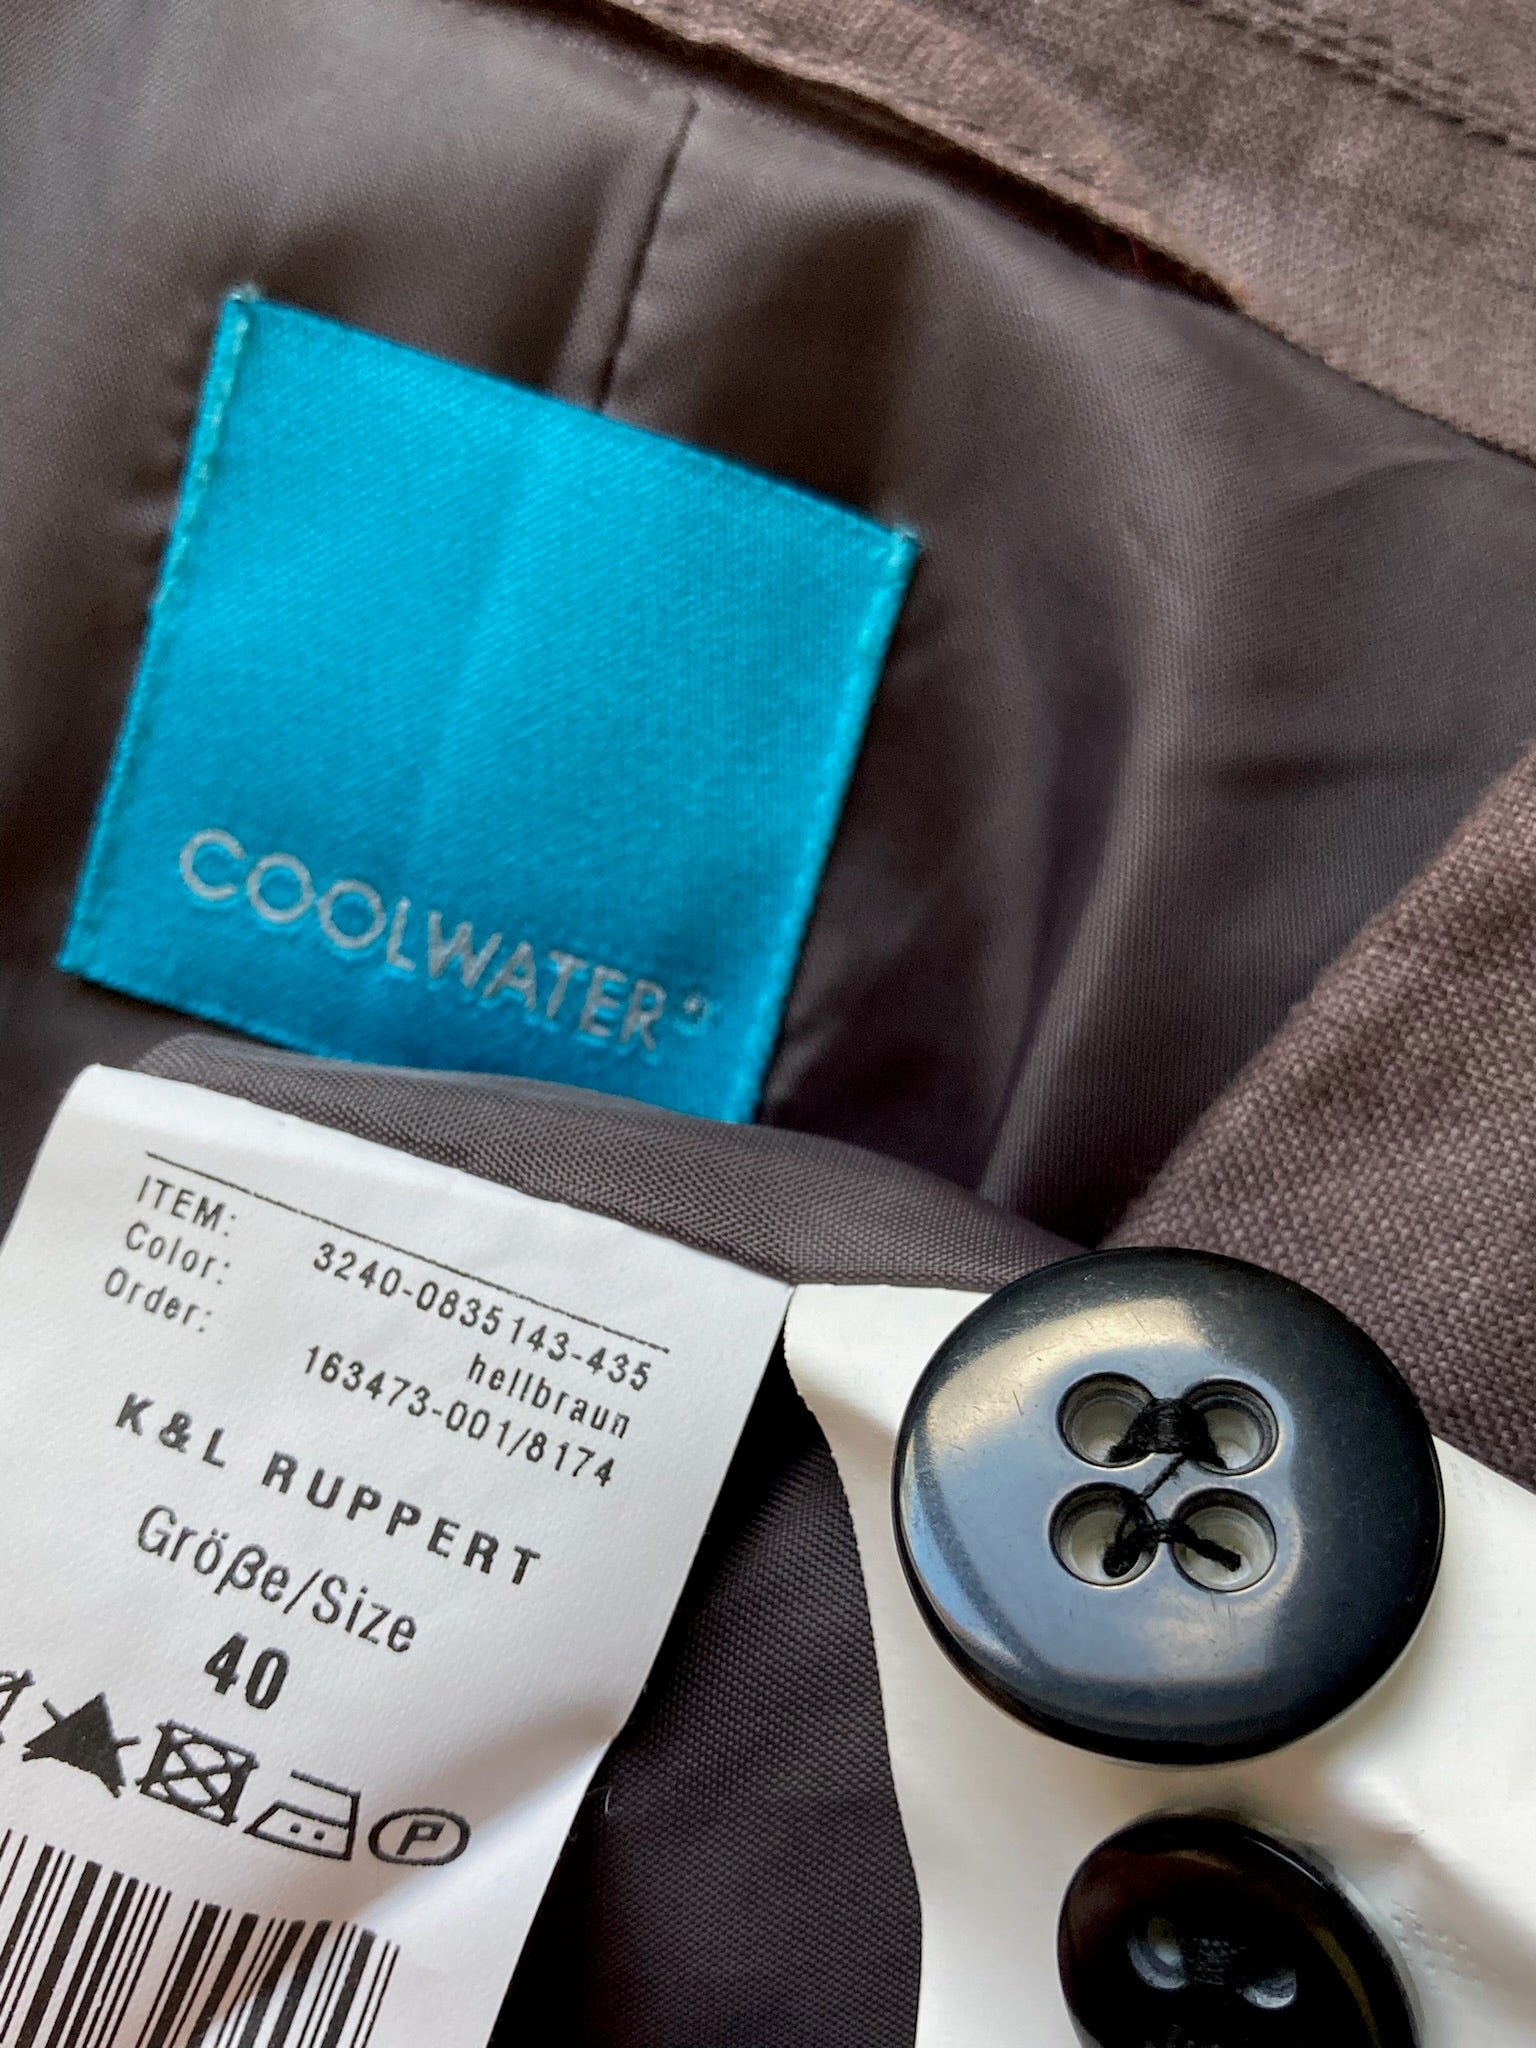 COOLWATER®
ITEM: 3240-0835143-435
Color: hellbraun
Order: 163473-001/8174
K&L RUPPERT
Größe/Size
40
P